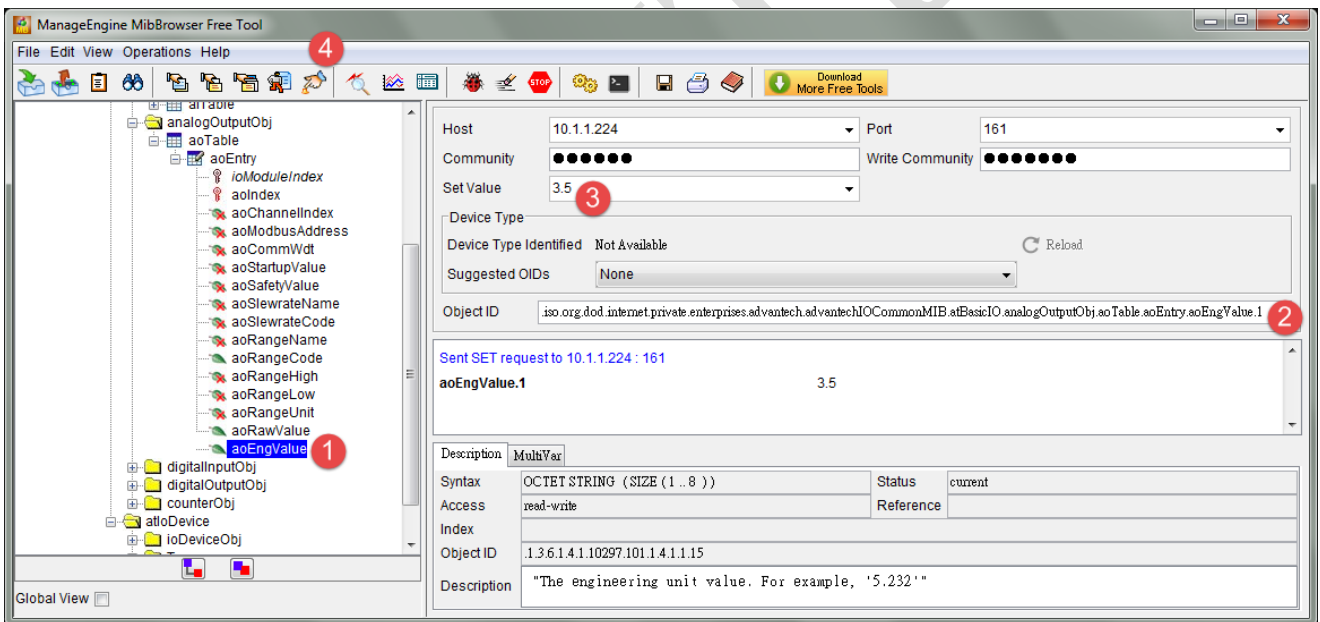 ManageEngine MibBrowser Free Tool
File Edit View Operations Help
4
STOP
Download
More Free Tools
analogOutputObj
aoTable
aoEntry
ioModuleIndex
aoIndex
aoChannelIndex
aoModbusAddress
aoCommWdt
aoStartupValue
aoSafetyValue
aoSlewrateName
aoSlewrateCode
aoRangeName
aoRangeCode
aoRangeHigh
aoRangeLow
aoRangeUnit
aoRawValue
aoEngValue 1
digitalInputObj
digitalOutputObj
counterObj
atIoDevice
ioDeviceObj
Global View
Host 10.1.1.224 Port 161
Community ●●●●●● Write Community ●●●●●●●
Set Value 3.5 3
Device Type
Device Type Identified Not Available Reload
Suggested OIDs None
Object ID .iso.org.dod.internet.private.enterprises.advantech.advantechIOCommonMIB.atBasicIO.analogOutputObj.aoTable.aoEntry.aoEngValue.1 2
Sent SET request to 10.1.1.224 : 161
aoEngValue.1 3.5
Description MultiVar
Syntax OCTET STRING (SIZE (1 ..8 )) Status current
Access read-write Reference
Index
Object ID .1.3.6.1.4.1.10297.101.1.4.1.1.15
Description "The engineering unit value. For example, '5.232'"